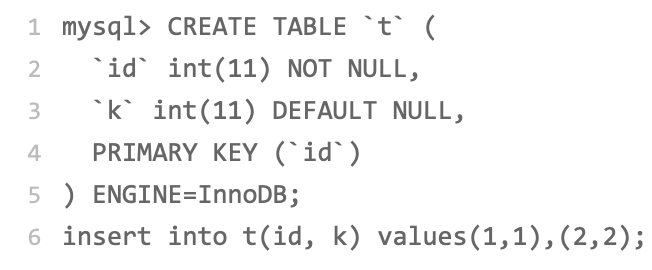 1 mysql> CREATE TABLE `t` (
2   `id` int(11) NOT NULL,
3   `k` int(11) DEFAULT NULL,
4   PRIMARY KEY (`id`)
5 ) ENGINE=InnoDB;
6 insert into t(id, k) values(1,1),(2,2);